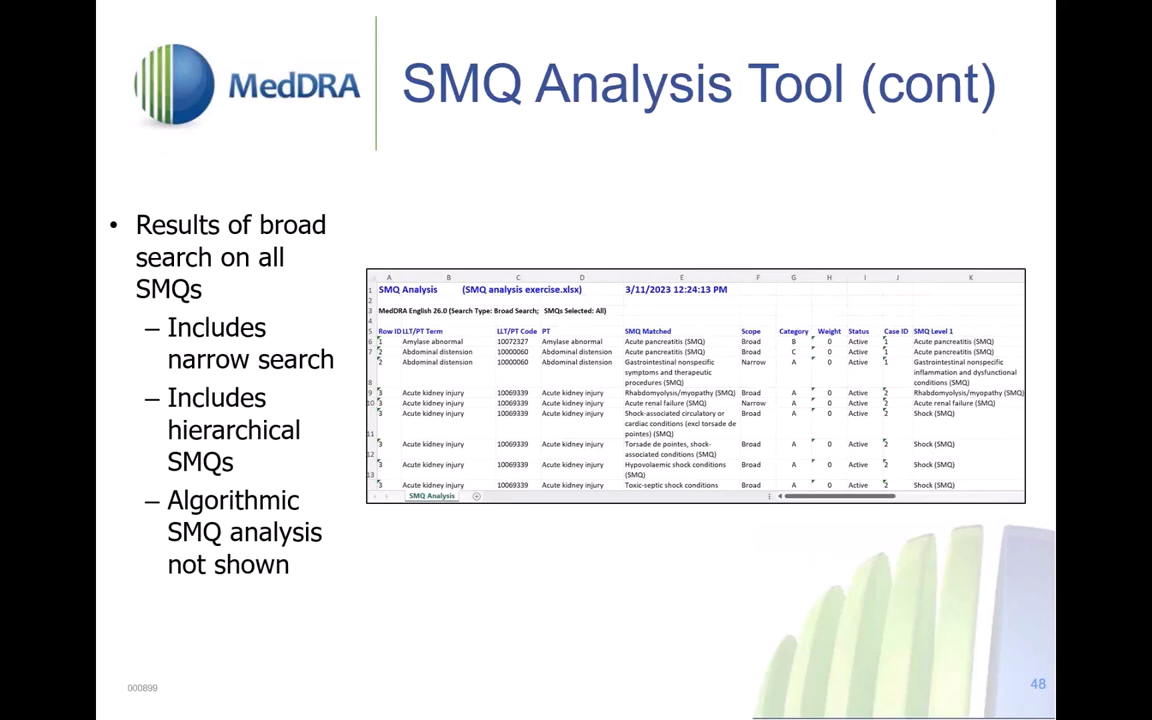 MedDRA
SMQ Analysis Tool (cont)
• Results of broad
search on all
SMQs
– Includes
narrow search
– Includes
hierarchical
SMQs
– Algorithmic
SMQ analysis
not shown
A B C D E F G H I J K
1 SMQ Analysis (SMQ analysis exercise.xlsx) 3/11/2023 12:24:13 PM
2
3 MedDRA English 26.0 (Search Type: Broad Search; SMQs Selected: All)
4
5 Row ID LLT/PT Term LLT/PT Code PT SMQ Matched Scope Category Weight Status Case ID SMQ Level 1
6 1 Amylase abnormal 10072327 Amylase abnormal Acute pancreatitis (SMQ) Broad B 0 Active 1 Acute pancreatitis (SMQ)
7 2 Abdominal distension 10000060 Abdominal distension Acute pancreatitis (SMQ) Broad C 0 Active 1 Acute pancreatitis (SMQ)
2 Abdominal distension 10000060 Abdominal distension Gastrointestinal nonspecific Narrow A 0 Active 1 Gastrointestinal nonspecific
symptoms and therapeutic inflammation and dysfunctional
8 procedures (SMQ) conditions (SMQ)
9 3 Acute kidney injury 10069339 Acute kidney injury Rhabdomyolysis/myopathy (SMQ) Broad A 0 Active 2 Rhabdomyolysis/myopathy (SMQ)
10 3 Acute kidney injury 10069339 Acute kidney injury Acute renal failure (SMQ) Narrow A 0 Active 2 Acute renal failure (SMQ)
3 Acute kidney injury 10069339 Acute kidney injury Shock-associated circulatory or Broad A 0 Active 2 Shock (SMQ)
cardiac conditions (excl torsade de
11 pointes) (SMQ)
3 Acute kidney injury 10069339 Acute kidney injury Torsade de pointes, shock- Broad A 0 Active 2 Shock (SMQ)
12 associated conditions (SMQ)
3 Acute kidney injury 10069339 Acute kidney injury Hypovolaemic shock conditions Broad A 0 Active 2 Shock (SMQ)
13 (SMQ)
3 Acute kidney injury 10069339 Acute kidney injury Toxic-septic shock conditions Broad A 0 Active 2 Shock (SMQ)
SMQ Analysis
000899
48